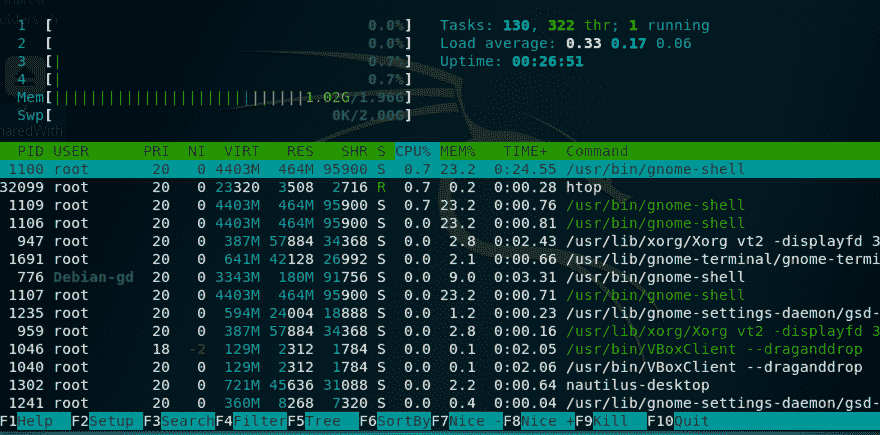 1 [ 0.0%] Tasks: 130, 322 thr; 1 running
2 [ 0.0%] Load average: 0.33 0.17 0.06
3 [| 0.7%] Uptime: 00:26:51
4 [| 0.7%]
Mem[||||||||||||||||||||||||||||1.02G/1.96G]
Swp[ 0K/2.00G]
PID USER PRI NI VIRT RES SHR S CPU% MEM% TIME+ Command
1100 root 20 0 4403M 464M 95900 S 0.7 23.2 0:24.55 /usr/bin/gnome-shell
32099 root 20 0 23320 3508 2716 R 0.7 0.2 0:00.28 htop
1109 root 20 0 4403M 464M 95900 S 0.7 23.2 0:00.76 /usr/bin/gnome-shell
1106 root 20 0 4403M 464M 95900 S 0.0 23.2 0:00.81 /usr/bin/gnome-shell
947 root 20 0 387M 57884 34368 S 0.0 2.8 0:02.43 /usr/lib/xorg/Xorg vt2 -displayfd 3
1691 root 20 0 641M 42128 26992 S 0.0 2.1 0:00.66 /usr/lib/gnome-terminal/gnome-termi
776 Debian-gd 20 0 3343M 180M 91756 S 0.0 9.0 0:03.31 /usr/bin/gnome-shell
1107 root 20 0 4403M 464M 95900 S 0.0 23.2 0:00.71 /usr/bin/gnome-shell
1235 root 20 0 594M 24004 18888 S 0.0 1.2 0:00.23 /usr/lib/gnome-settings-daemon/gsd-
959 root 20 0 387M 57884 34368 S 0.0 2.8 0:00.16 /usr/lib/xorg/Xorg vt2 -displayfd 3
1046 root 18 -2 129M 2312 1784 S 0.0 0.1 0:02.05 /usr/bin/VBoxClient --draganddrop
1040 root 20 0 129M 2312 1784 S 0.0 0.1 0:02.06 /usr/bin/VBoxClient --draganddrop
1302 root 20 0 721M 45636 31088 S 0.0 2.2 0:00.64 nautilus-desktop
1241 root 20 0 360M 8268 7320 S 0.0 0.4 0:00.04 /usr/lib/gnome-settings-daemon/gsd-
F1Help F2Setup F3SearchF4FilterF5Tree F6SortByF7Nice -F8Nice +F9Kill F10Quit